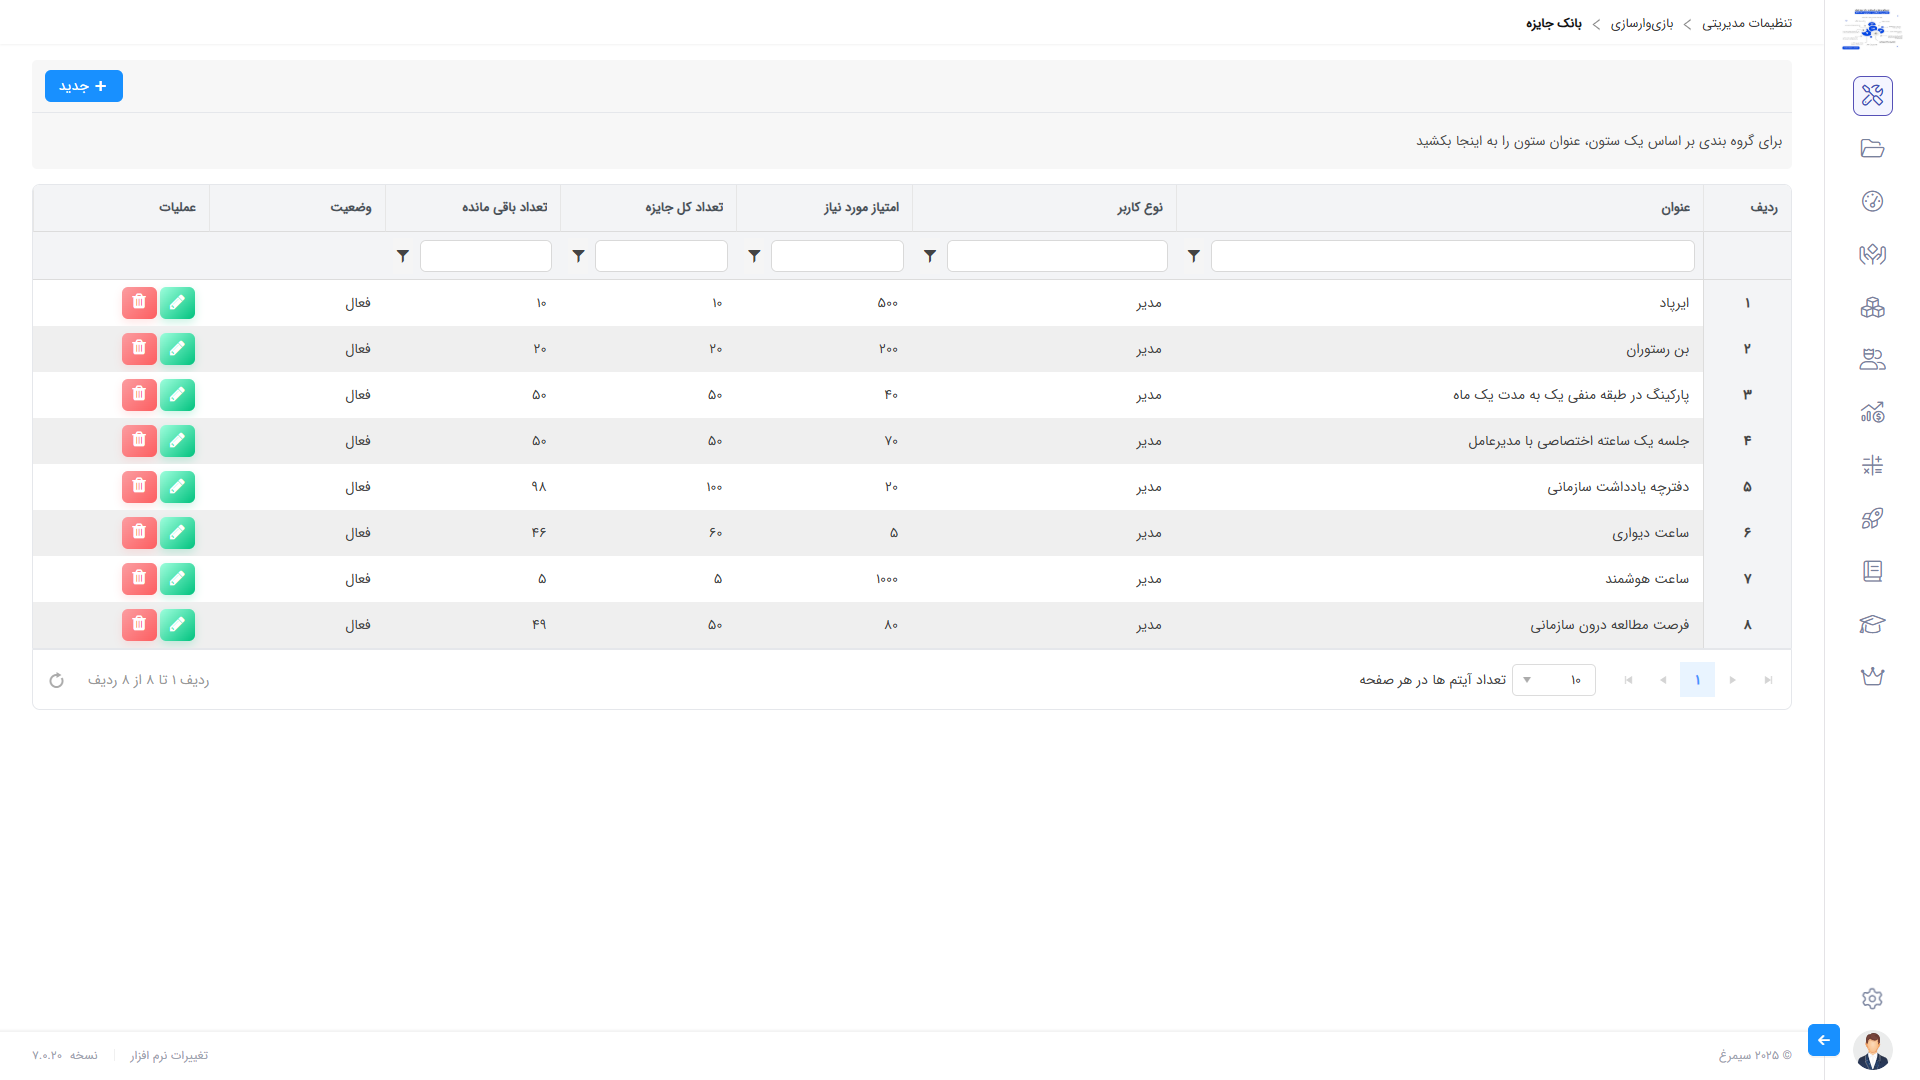 تنظیمات مدیریتی > بازی‌وارسازی > بانک جایزه
+ جدید
برای گروه بندی بر اساس یک ستون، عنوان ستون را به اینجا بکشید
ردیف عنوان نوع کاربر امتیاز مورد نیاز تعداد کل جایزه تعداد باقی مانده وضعیت عملیات
۱ ایرپاد مدیر ۵۰۰ ۱۰ ۱۰ فعال
۲ بن رستوران مدیر ۲۰۰ ۲۰ ۲۰ فعال
۳ پارکینگ در طبقه منفی یک به مدت یک ماه مدیر ۴۰ ۵۰ ۵۰ فعال
۴ جلسه یک ساعته اختصاصی با مدیرعامل مدیر ۷۰ ۵۰ ۵۰ فعال
۵ دفترچه یادداشت سازمانی مدیر ۲۰ ۱۰۰ ۹۸ فعال
۶ ساعت دیواری مدیر ۵ ۶۰ ۴۶ فعال
۷ ساعت هوشمند مدیر ۱۰۰۰ ۵ ۵ فعال
۸ فرصت مطالعه درون سازمانی مدیر ۸۰ ۵۰ ۴۹ فعال
۱ ۱۰ تعداد آیتم ها در هر صفحه ردیف ۱ تا ۸ از ۸ ردیف
© ۲۰۲۵ سیمرغ تغییرات نرم افزار نسخه ۷.۰.۲۰